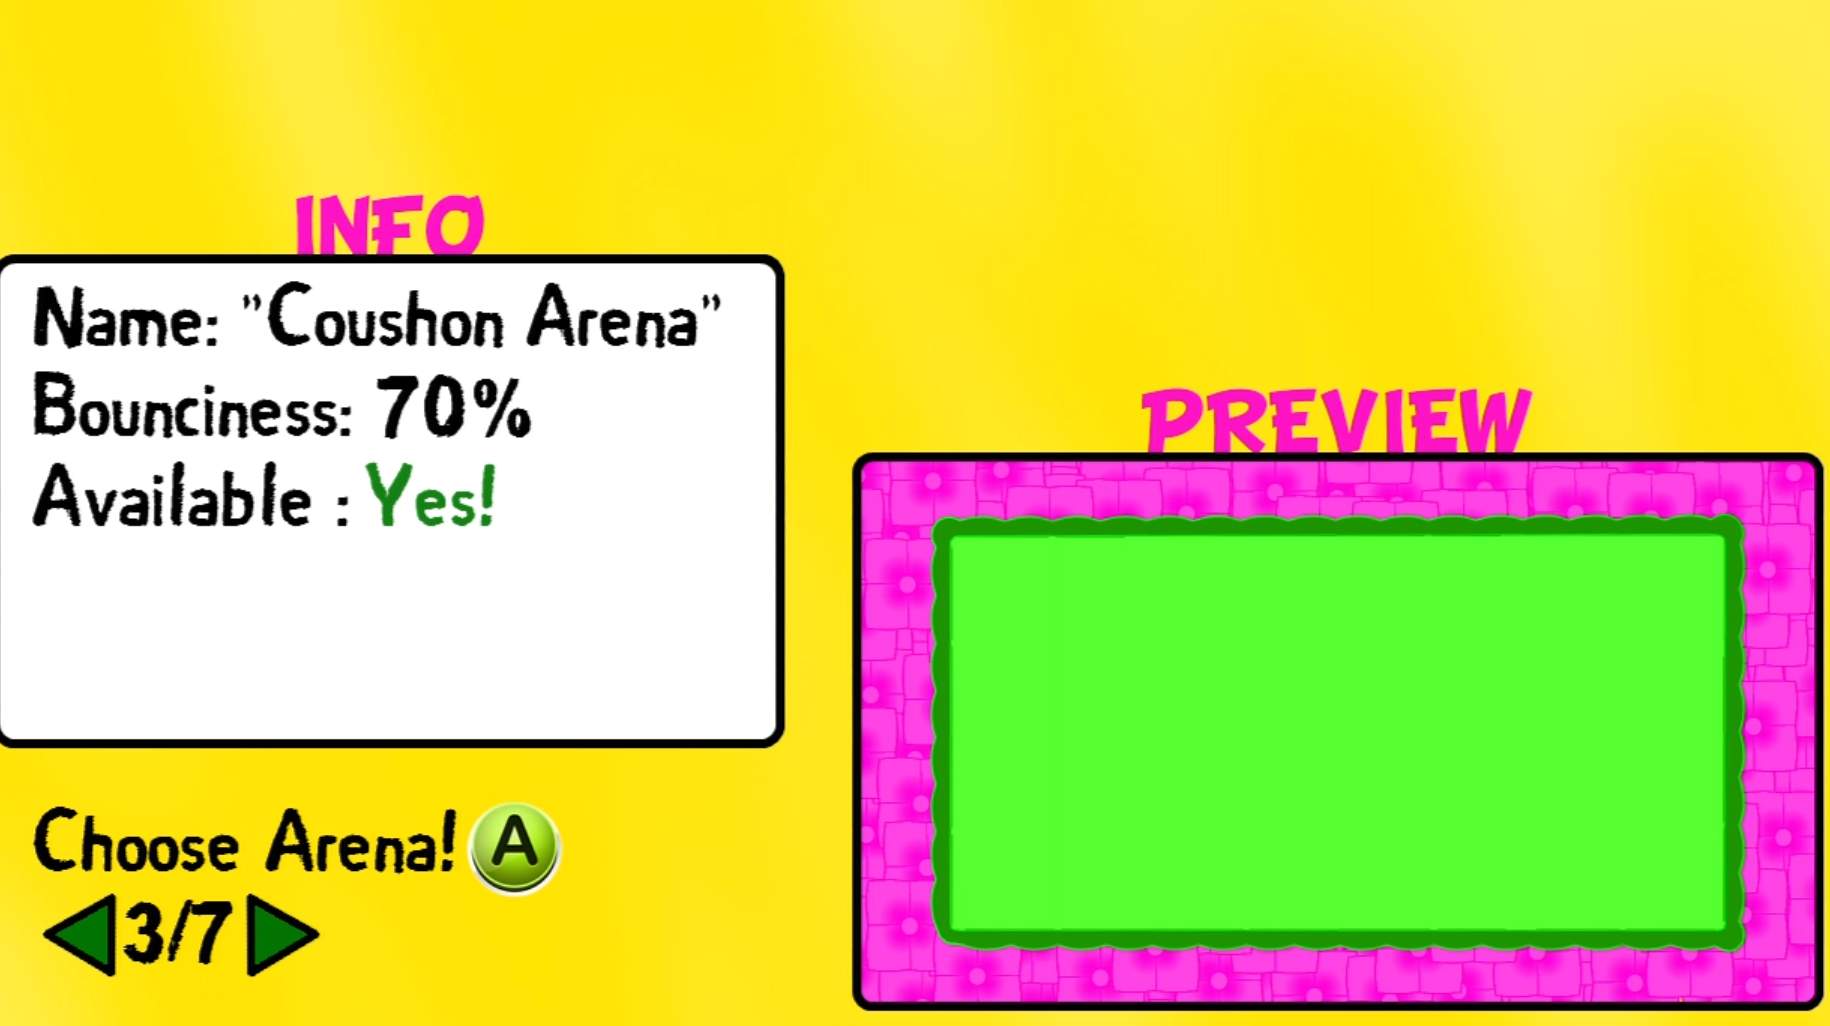 INFO
Name: "Coushon Arena"
Bounciness: 70%
Available : Yes!
PREVIEW
Choose Arena! A
3/7